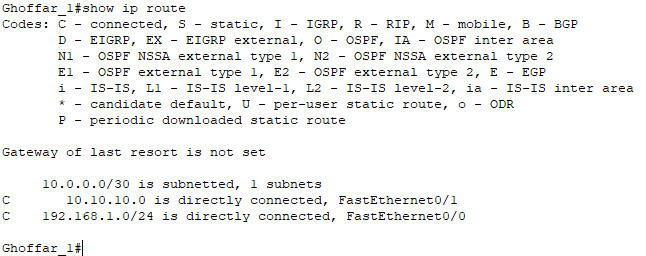 Ghoffar_1#show ip route
Codes: C - connected, S - static, I - IGRP, R - RIP, M - mobile, B - BGP
       D - EIGRP, EX - EIGRP external, O - OSPF, IA - OSPF inter area
       N1 - OSPF NSSA external type 1, N2 - OSPF NSSA external type 2
       E1 - OSPF external type 1, E2 - OSPF external type 2, E - EGP
       i - IS-IS, L1 - IS-IS level-1, L2 - IS-IS level-2, ia - IS-IS inter area
       * - candidate default, U - per-user static route, o - ODR
       P - periodic downloaded static route
Gateway of last resort is not set
     10.0.0.0/30 is subnetted, 1 subnets
C       10.10.10.0 is directly connected, FastEthernet0/1
C    192.168.1.0/24 is directly connected, FastEthernet0/0
Ghoffar_1#